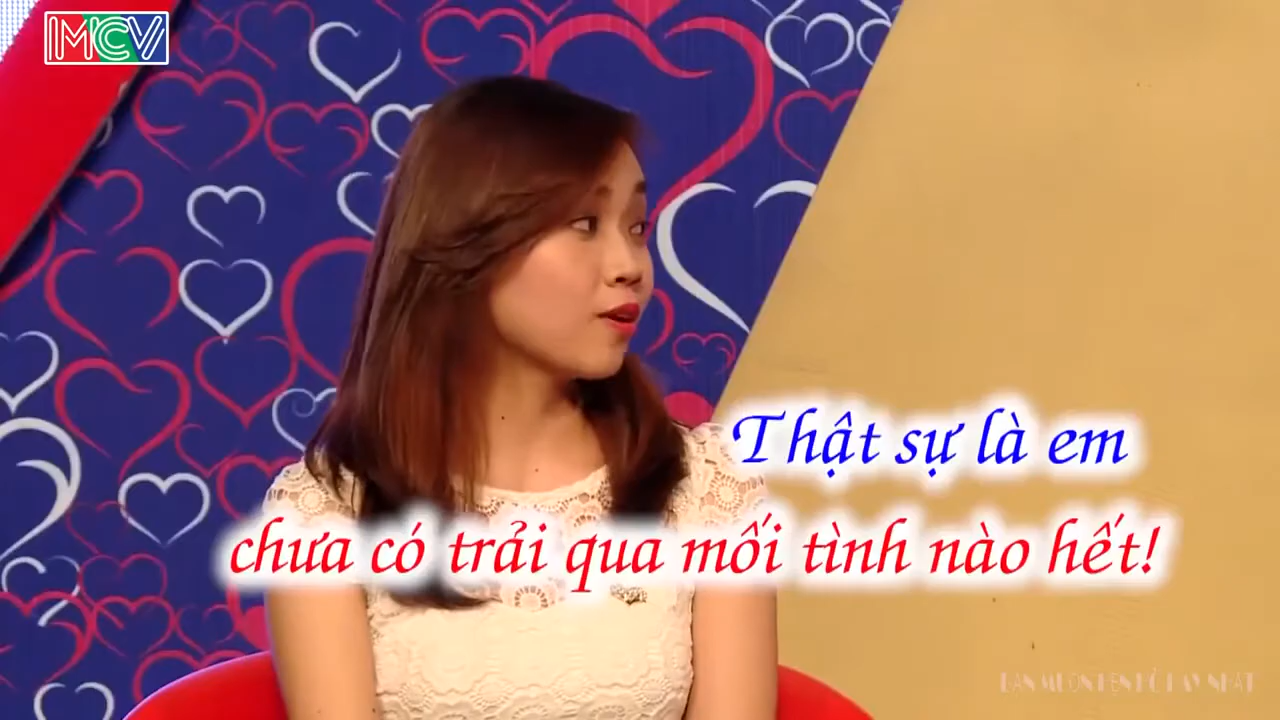 MCV
Thật sự là em
chưa có trải qua mối tình nào hết!